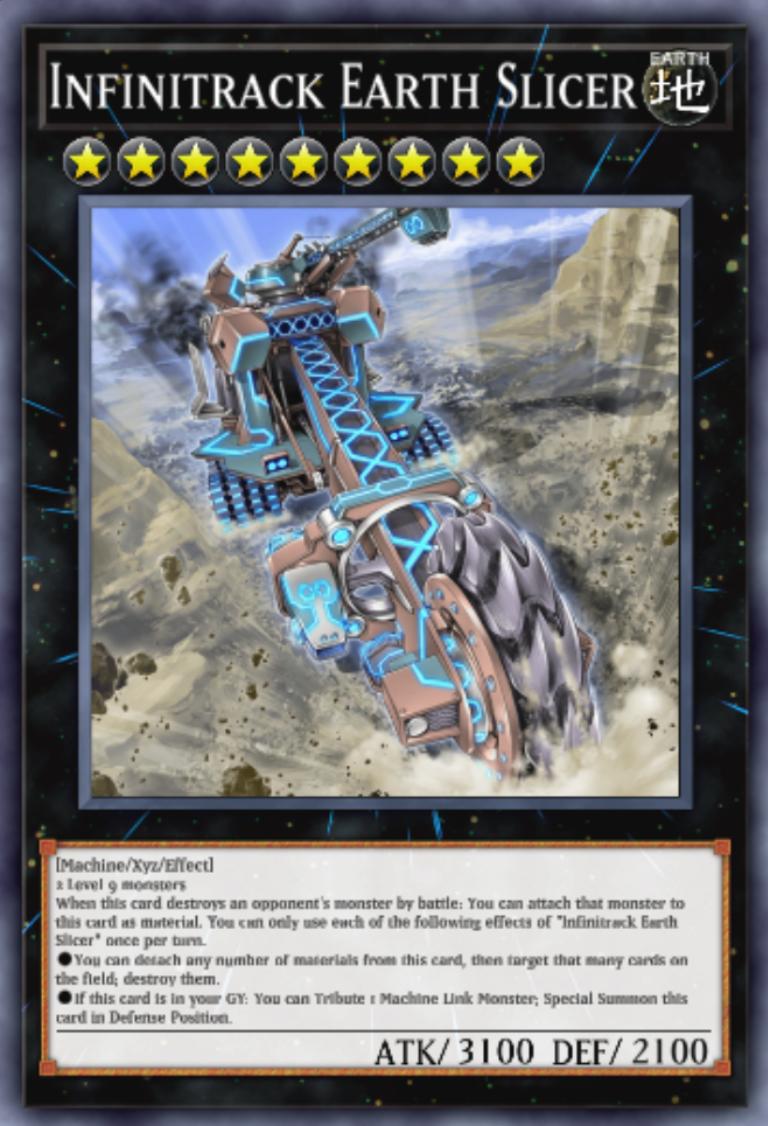 INFINITRACK EARTH SLICER
EARTH
地
[Machine/Xyz/Effect]
2 Level 9 monsters
When this card destroys an opponent's monster by battle: You can attach that monster to
this card as material. You can only use each of the following effects of "Infinitrack Earth
Slicer" once per turn.
●You can detach any number of materials from this card, then target that many cards on
the field; destroy them.
●If this card is in your GY: You can Tribute 1 Machine Link Monster; Special Summon this
card in Defense Position.
ATK/ 3100 DEF/ 2100